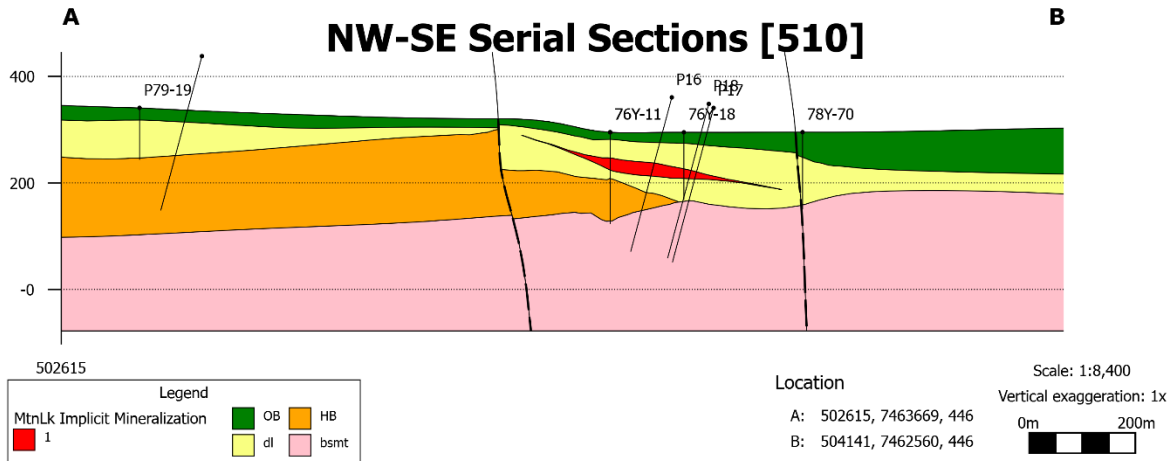 A
B
NW-SE Serial Sections [510]
400
200
-0
P79-19
P16
P18
P17
76Y-11
76Y-18
78Y-70
502615
Legend
MtnLk Implicit Mineralization
1
OB
HB
dl
bsmt
Location
A: 502615, 7463669, 446
B: 504141, 7462560, 446
Scale: 1:8,400
Vertical exaggeration: 1x
0m 200m